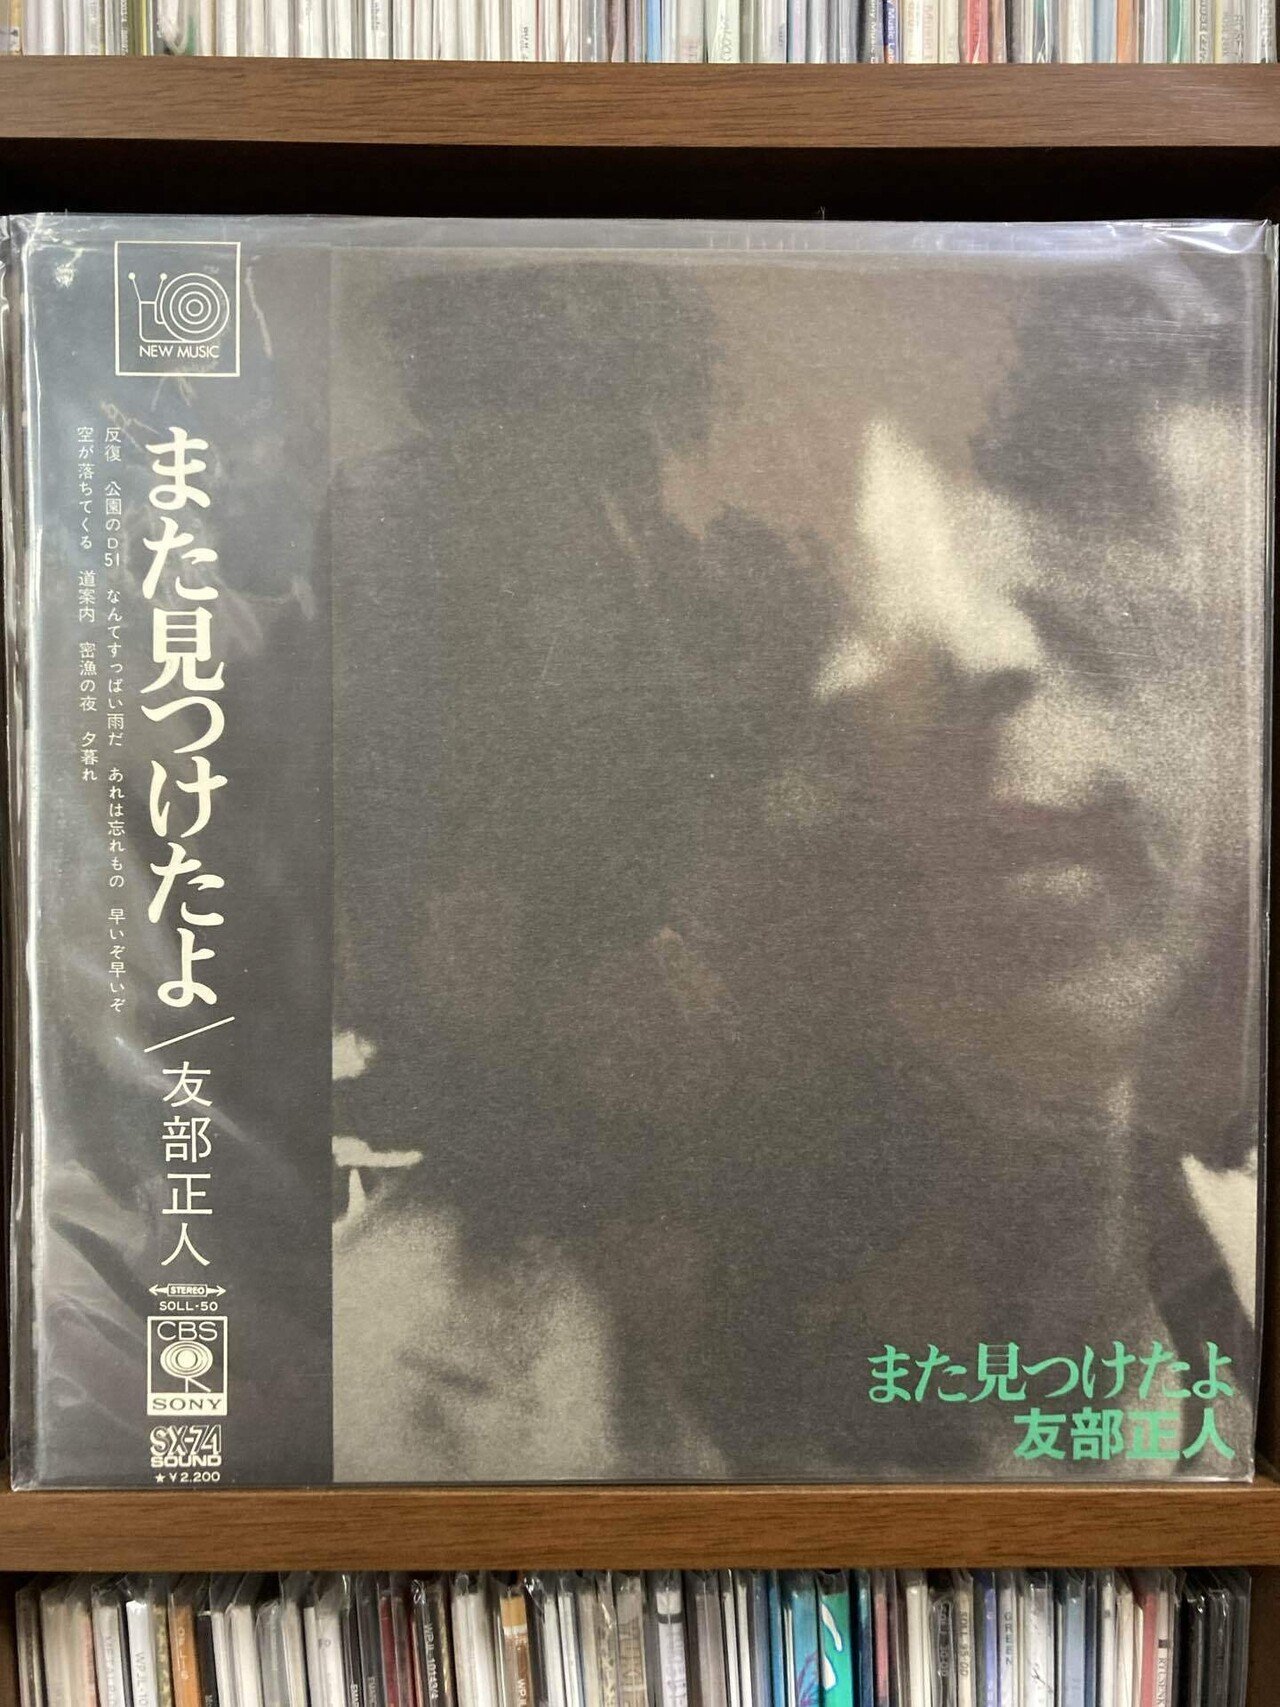 NEW MUSIC
また見つけたよ/友部正人
反復 公園のD51 なんてすっぱい雨だ あれは忘れもの 早いぞ早いぞ
空が落ちてくる 道案内 密漁の夜 夕暮れ
STEREO
SOLL-50
CBS
SONY
SX-74
SOUND
★¥2,200
また見つけたよ
友部正人
GREEN